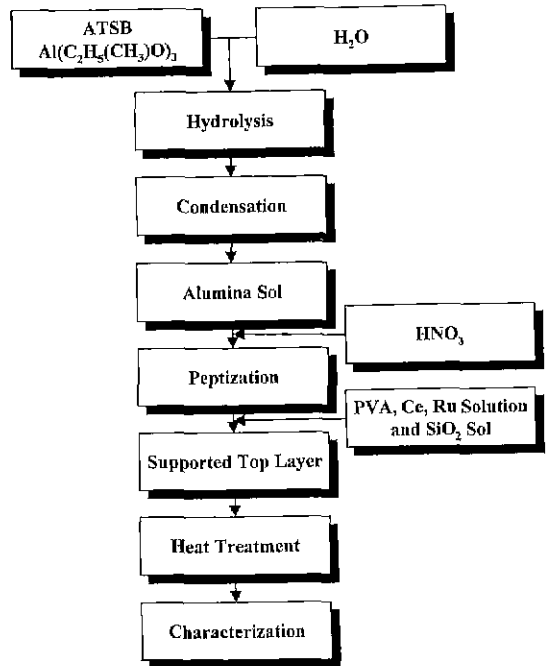 ATSB
Al(C₂H₅(CH₃)O)₃
H₂O
Hydrolysis
Condensation
Alumina Sol
HNO₃
Peptization
PVA, Ce, Ru Solution
and SiO₂ Sol
Supported Top Layer
Heat Treatment
Characterization